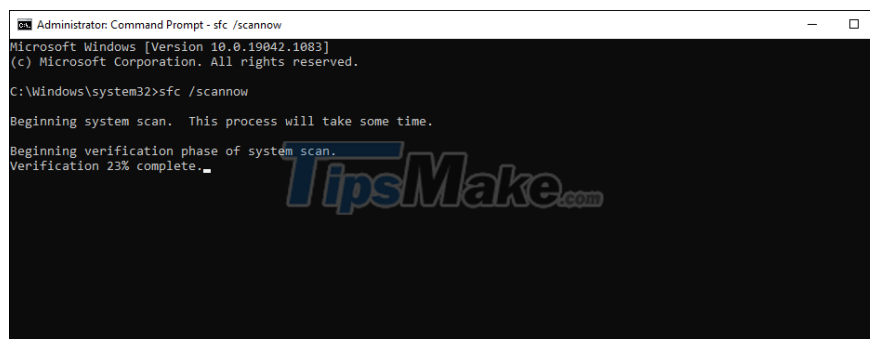 Administrator: Command Prompt - sfc /scannow
Microsoft Windows [Version 10.0.19042.1083]
(c) Microsoft Corporation. All rights reserved.
C:\Windows\system32>sfc /scannow
Beginning system scan.  This process will take some time.
Beginning verification phase of system scan.
Verification 23% complete.
TipsMake.com